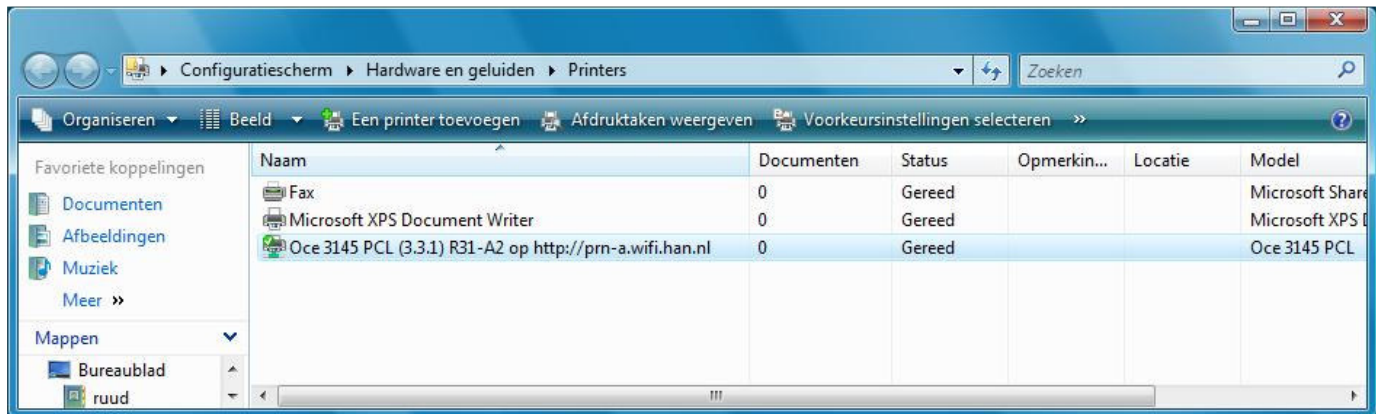 Configuratiescherm ▸ Hardware en geluiden ▸ Printers
Zoeken
Organiseren Beeld Een printer toevoegen Afdruktaken weergeven Voorkeursinstellingen selecteren »
Favoriete koppelingen
Documenten
Afbeeldingen
Muziek
Meer »
Mappen
Bureaublad
ruud
Naam Documenten Status Opmerkin... Locatie Model
Fax 0 Gereed Microsoft Share
Microsoft XPS Document Writer 0 Gereed Microsoft XPS
Oce 3145 PCL (3.3.1) R31-A2 op http://prn-a.wifi.han.nl 0 Gereed Oce 3145 PCL